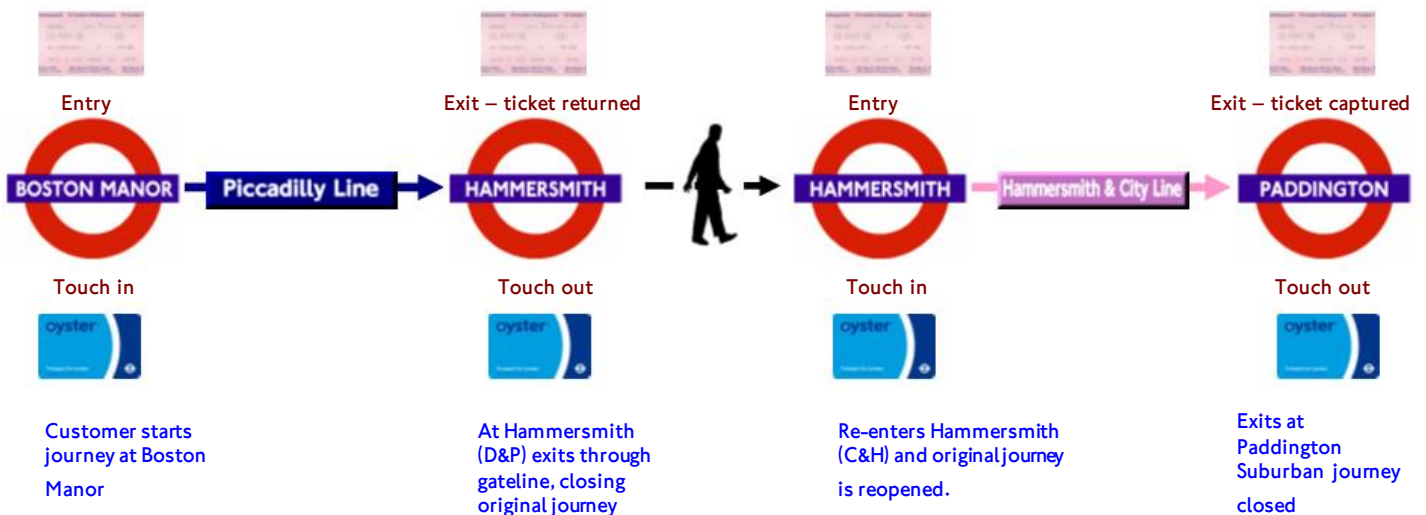 Entry
Exit – ticket returned
Entry
Exit – ticket captured
BOSTON MANOR
Piccadilly Line
HAMMERSMITH
HAMMERSMITH
Hammersmith & City Line
PADDINGTON
Touch in
Touch out
Touch in
Touch out
oyster
oyster
oyster
oyster
Customer starts
journey at Boston
Manor
At Hammersmith
(D&P) exits through
gateline, closing
original journey
Re-enters Hammersmith
(C&H) and original journey
is reopened.
Exits at
Paddington
Suburban journey
closed